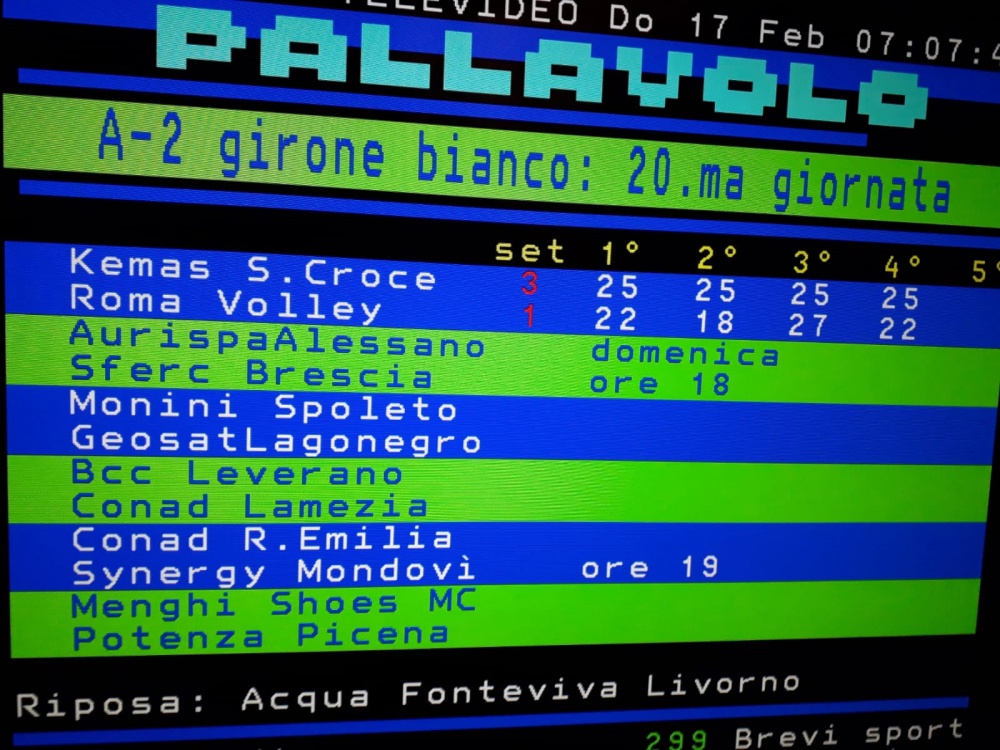 TELEVIDEO Do 17 Feb 07:07:4
PALLAVOLO
A-2 girone bianco: 20.ma giornata
set 1° 2° 3° 4° 5°
Kemas S.Croce 3 25 25 25 25
Roma Volley 1 22 18 27 22
AurispaAlessano domenica
Sferc Brescia ore 18
Monini Spoleto
GeosatLagonegro
Bcc Leverano
Conad Lamezia
Conad R.Emilia
Synergy Mondovì ore 19
Menghi Shoes MC
Potenza Picena
Riposa: Acqua Fonteviva Livorno
299 Brevi sport